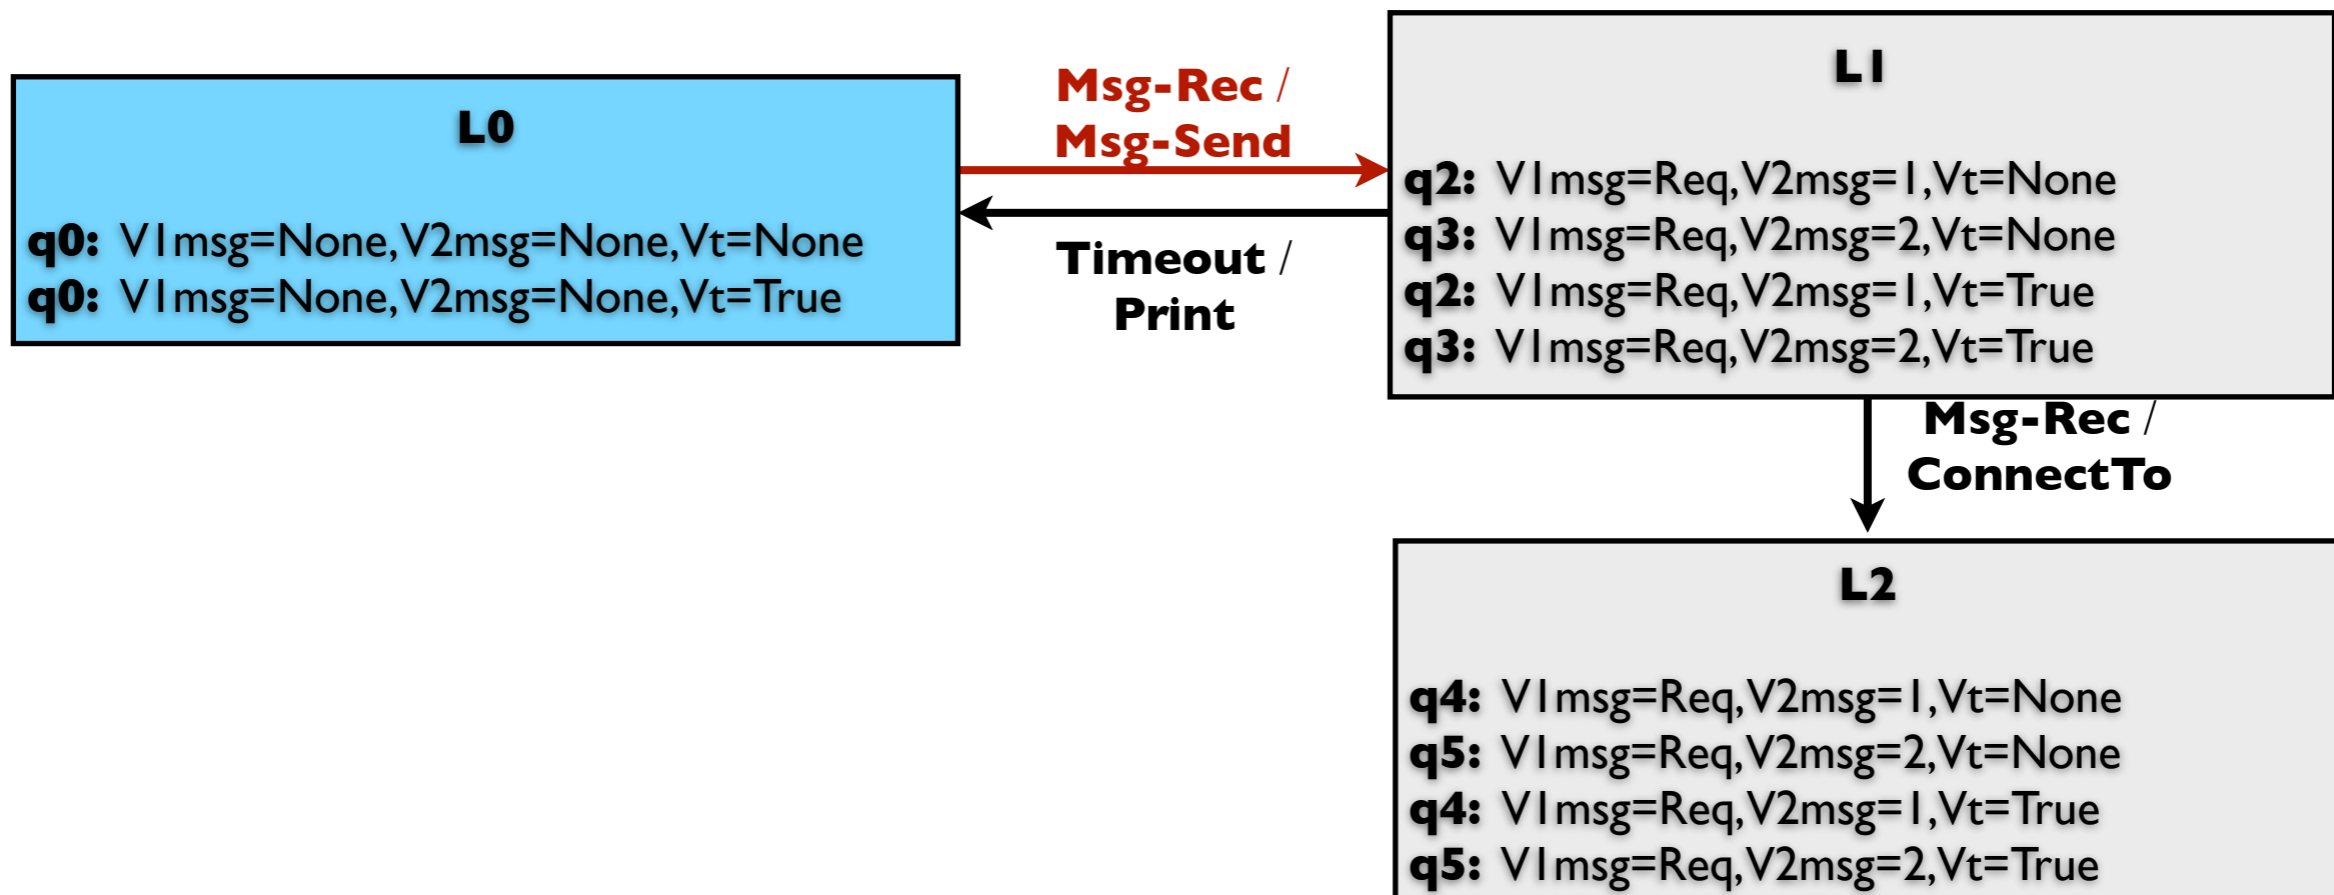 L0
q0: V1msg=None,V2msg=None,Vt=None
q0: V1msg=None,V2msg=None,Vt=True
Msg-Rec /
Msg-Send
Timeout /
Print
L1
q2: V1msg=Req,V2msg=1,Vt=None
q3: V1msg=Req,V2msg=2,Vt=None
q2: V1msg=Req,V2msg=1,Vt=True
q3: V1msg=Req,V2msg=2,Vt=True
Msg-Rec /
ConnectTo
L2
q4: V1msg=Req,V2msg=1,Vt=None
q5: V1msg=Req,V2msg=2,Vt=None
q4: V1msg=Req,V2msg=1,Vt=True
q5: V1msg=Req,V2msg=2,Vt=True